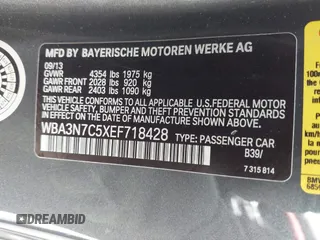 MFD BY BAYERISCHE MOTOREN WERKE AG
09/13
GVWR 4354 lbs 1975 kg
GAWR FRONT 2028 lbs 920 kg
GAWR REAR 2403 lbs 1090 kg
THIS VEHICLE CONFORMS TO ALL APPLICABLE
FEDERAL MOTOR VEHICLE SAFETY, BUMPER,
AND THEFT PREVENTION STANDARDS IN EFFECT
ON THE DATE OF MANUFACTURE SHOWN ABOVE.
WBA3N7C5XEF718428 TYPE: PASSENGER CAR
B39/
7 315 814
DREAMBID